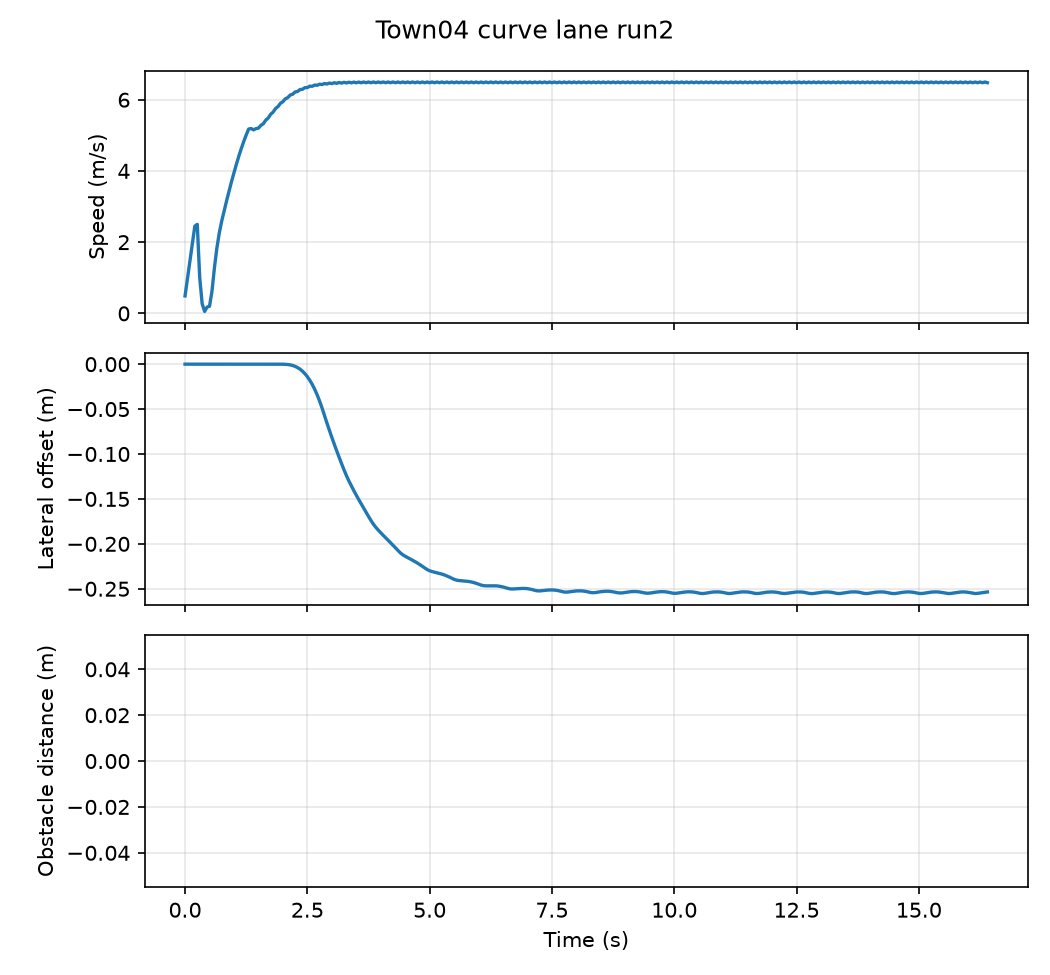 Town04 curve lane run2
Speed (m/s)
6
4
2
0
Lateral offset (m)
0.00
−0.05
−0.10
−0.15
−0.20
−0.25
Obstacle distance (m)
0.04
0.02
0.00
−0.02
−0.04
0.0 2.5 5.0 7.5 10.0 12.5 15.0
Time (s)